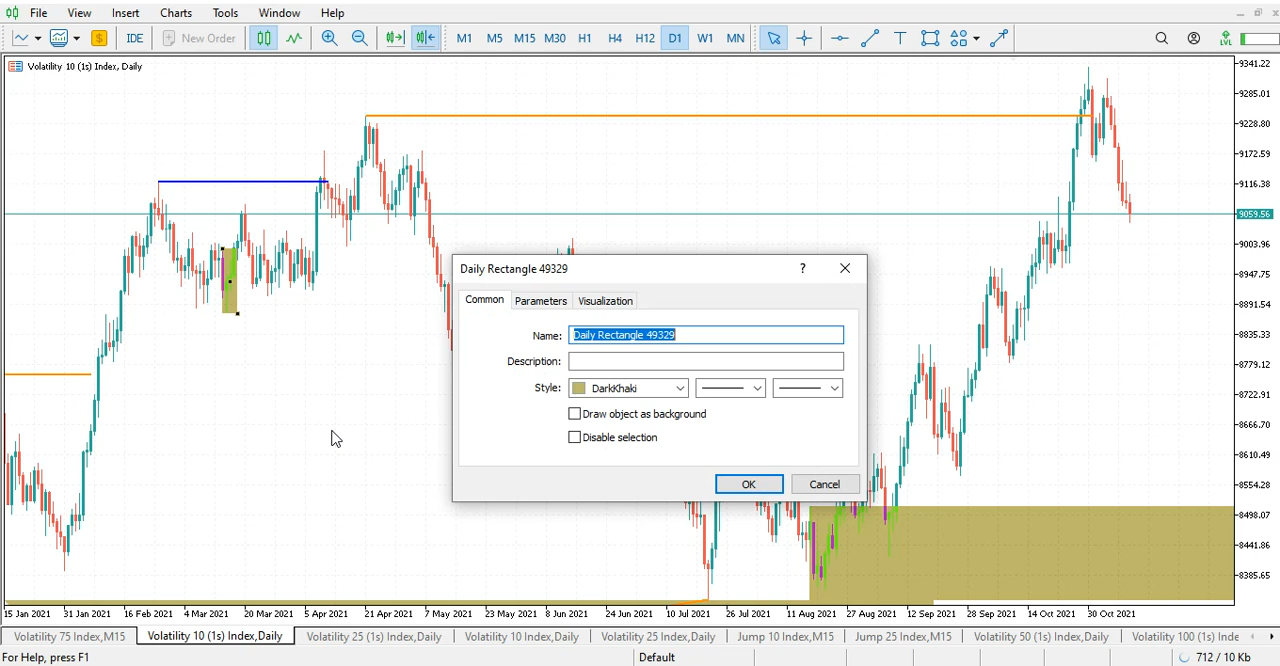 File View Insert Charts Tools Window Help
IDE New Order M1 M5 M15 M30 H1 H4 H12 D1 W1 MN T LVL
Volatility 10 (1s) Index, Daily
9341.22
9285.01
9228.80
9172.59
9116.38
9059.56
9003.96
8947.75
8891.54
8835.33
8779.12
8722.91
8666.70
8610.49
8554.28
8498.07
8441.86
8385.65
Daily Rectangle 49329 ?
Common Parameters Visualization
Name: Daily Rectangle 49329
Description:
Style: DarkKhaki
Draw object as background
Disable selection
OK Cancel
15 Jan 2021 31 Jan 2021 16 Feb 2021 4 Mar 2021 20 Mar 2021 5 Apr 2021 21 Apr 2021 7 May 2021 23 May 2021 8 Jun 2021 24 Jun 2021 10 Jul 2021 26 Jul 2021 11 Aug 2021 27 Aug 2021 12 Sep 2021 28 Sep 2021 14 Oct 2021 30 Oct 2021
Volatility 75 Index,M15 Volatility 10 (1s) Index,Daily Volatility 25 (1s) Index,Daily Volatility 10 Index,Daily Volatility 25 Index,Daily Jump 10 Index,M15 Jump 25 Index,M15 Volatility 50 (1s) Index,Daily Volatility 100 (1s) Inde
For Help, press F1 Default 712 / 10 Kb